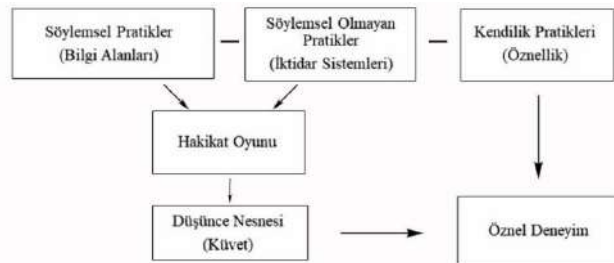 Söylemsel Pratikler
(Bilgi Alanları)
Söylemsel Olmayan
Pratikler
(İktidar Sistemleri)
Kendilik Pratikleri
(Öznellik)
Hakikat Oyunu
Düşünce Nesnesi
(Küvet)
Öznel Deneyim